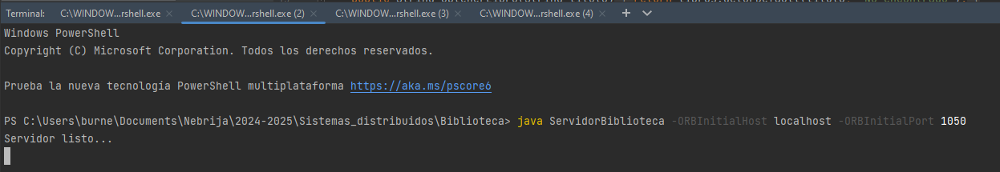 Terminal: C:\WINDOW...rshell.exe × C:\WINDOW...rshell.exe (2) × C:\WINDOW...rshell.exe (3) × C:\WINDOW...rshell.exe (4) × +
Windows PowerShell
Copyright (C) Microsoft Corporation. Todos los derechos reservados.
Prueba la nueva tecnología PowerShell multiplataforma https://aka.ms/pscore6
PS C:\Users\burne\Documents\Nebrija\2024-2025\Sistemas_distribuidos\Biblioteca> java ServidorBiblioteca -ORBInitialHost localhost -ORBInitialPort 1050
Servidor listo...